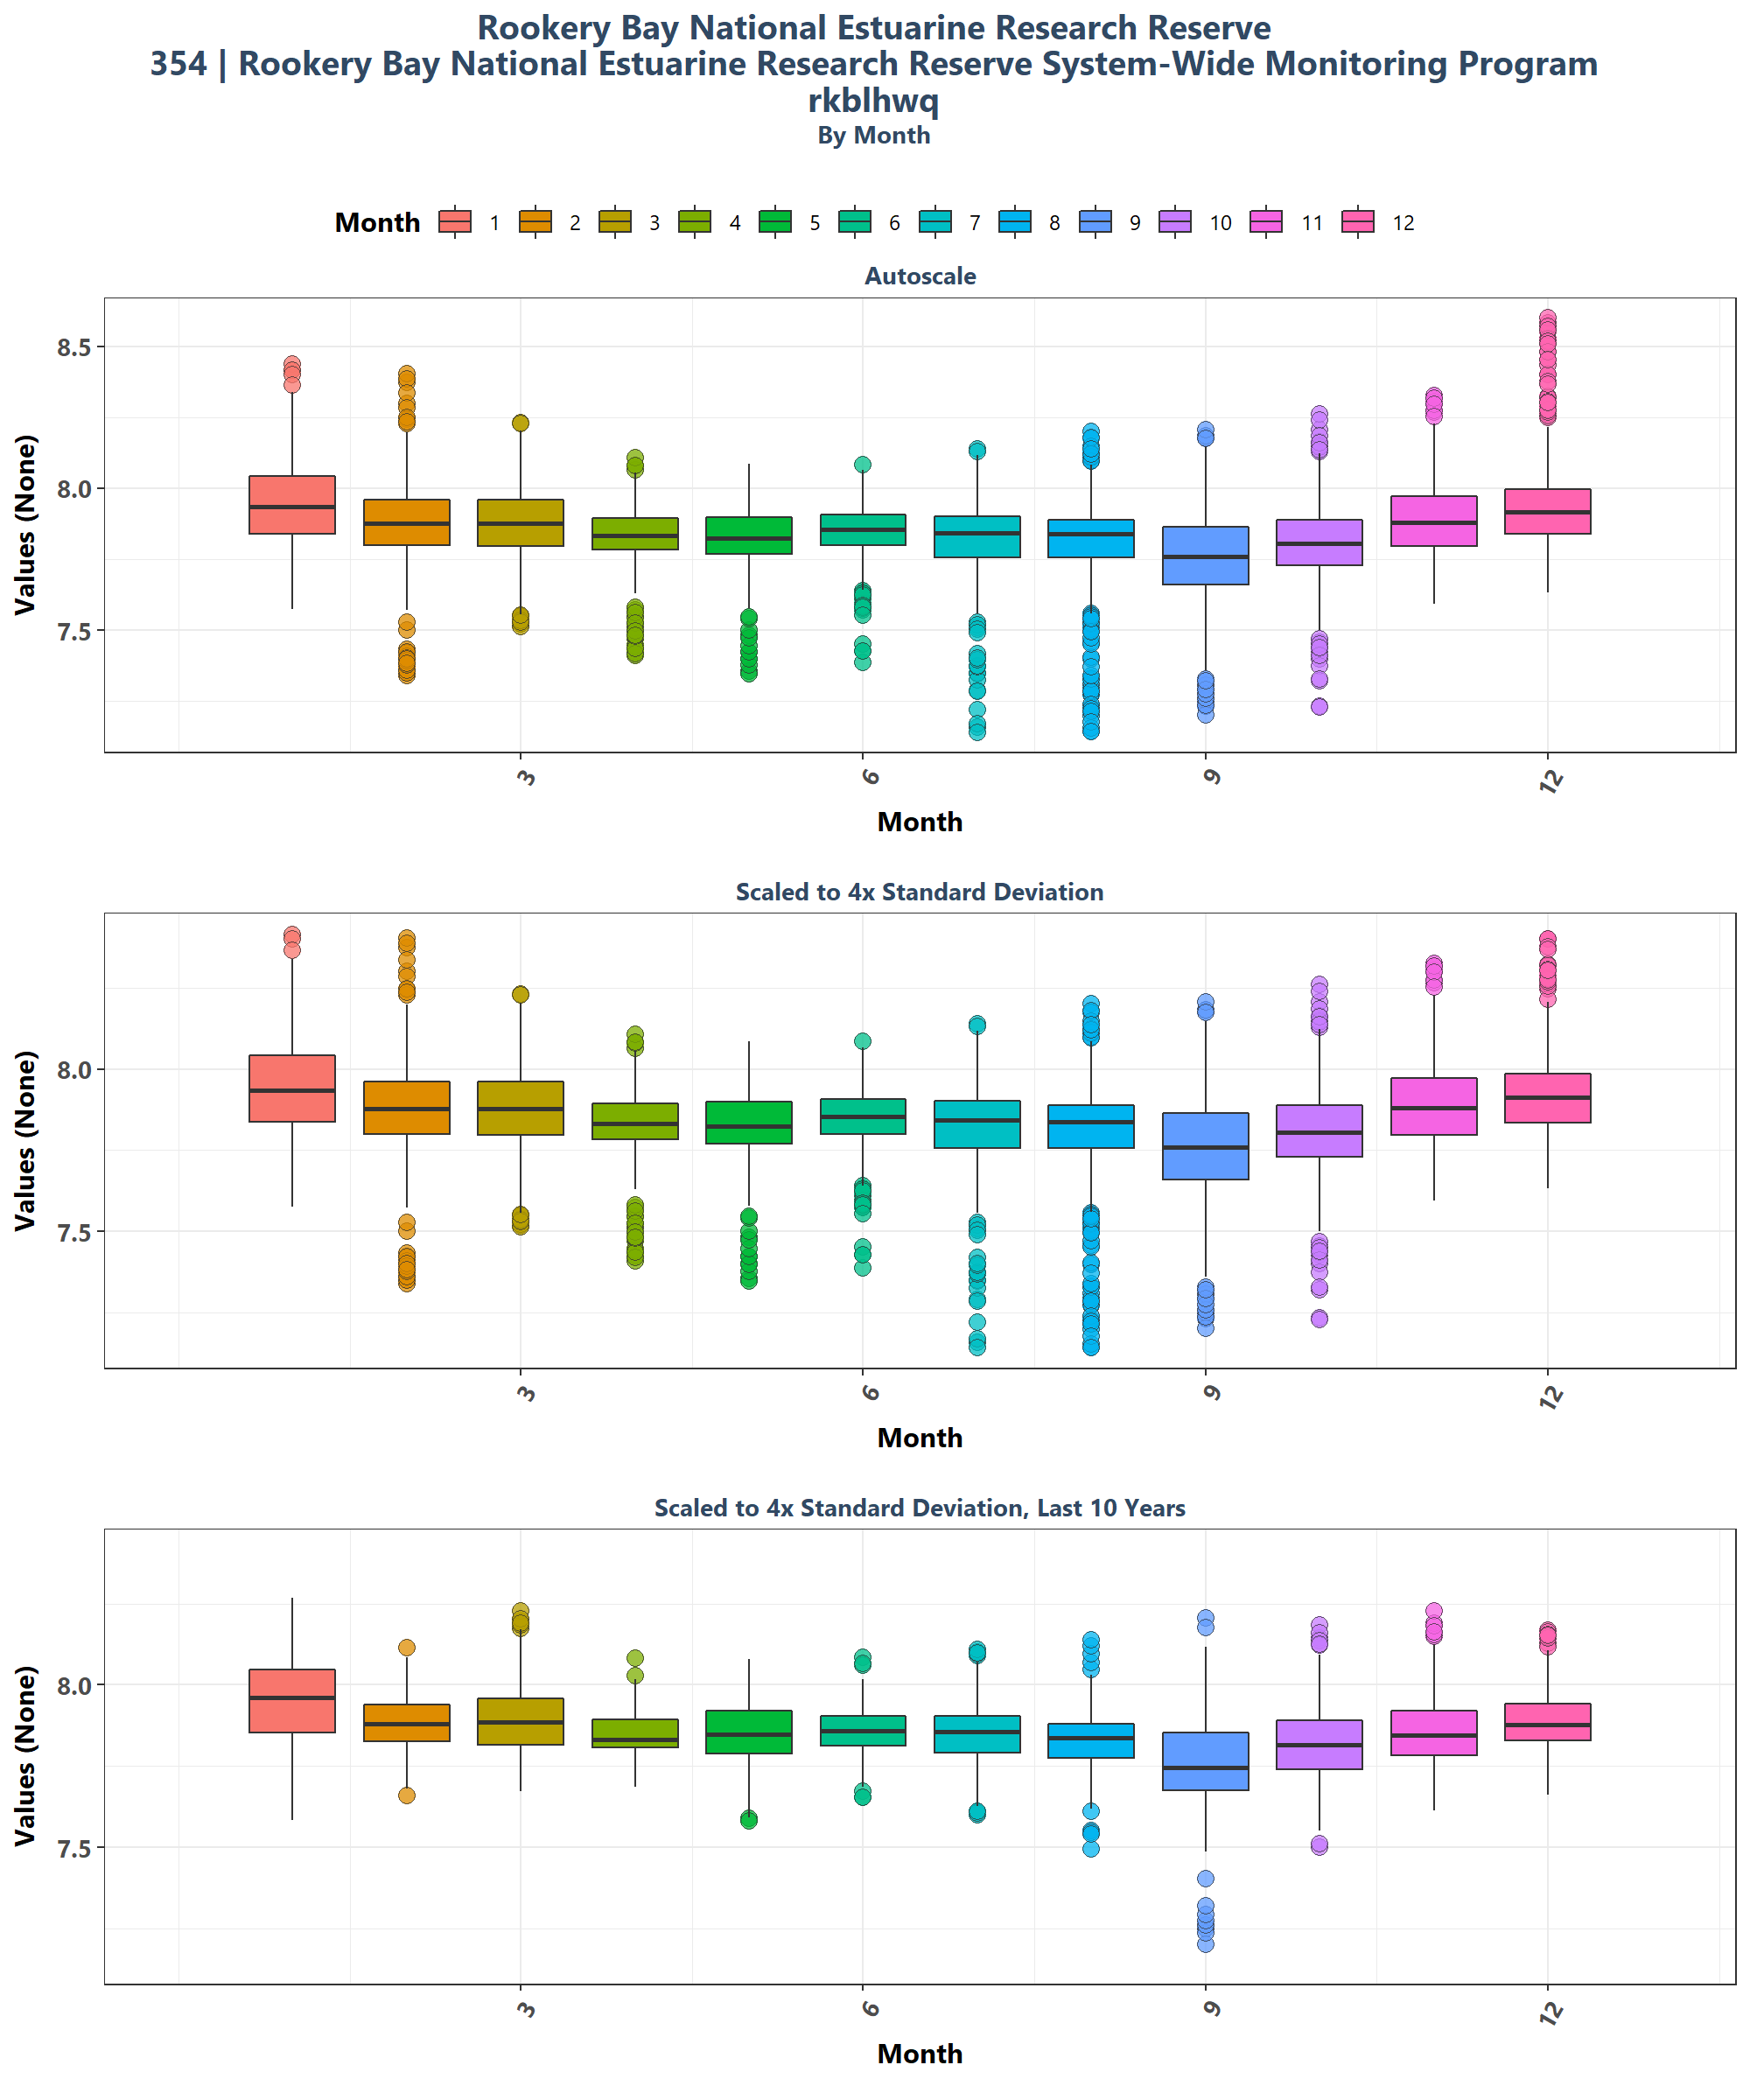 Rookery Bay National Estuarine Research Reserve
354 | Rookery Bay National Estuarine Research Reserve System-Wide Monitoring Program
rkblhwq
By Month
Month 1 2 3 4 5 6 7 8 9 10 11 12
Autoscale
Values (None)
8.5
8.0
7.5
3 6 9 12
Month
Scaled to 4x Standard Deviation
Values (None)
8.0
7.5
3 6 9 12
Month
Scaled to 4x Standard Deviation, Last 10 Years
Values (None)
8.0
7.5
3 6 9 12
Month